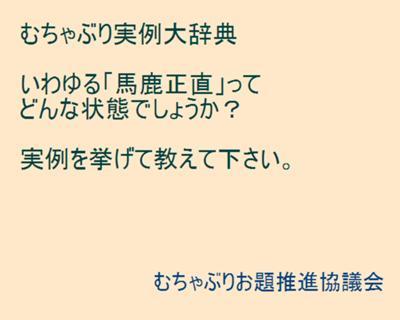 むちゃぶり実例大辞典
いわゆる「馬鹿正直」って
どんな状態でしょうか？
実例を挙げて教えて下さい。
むちゃぶりお題推進協議会